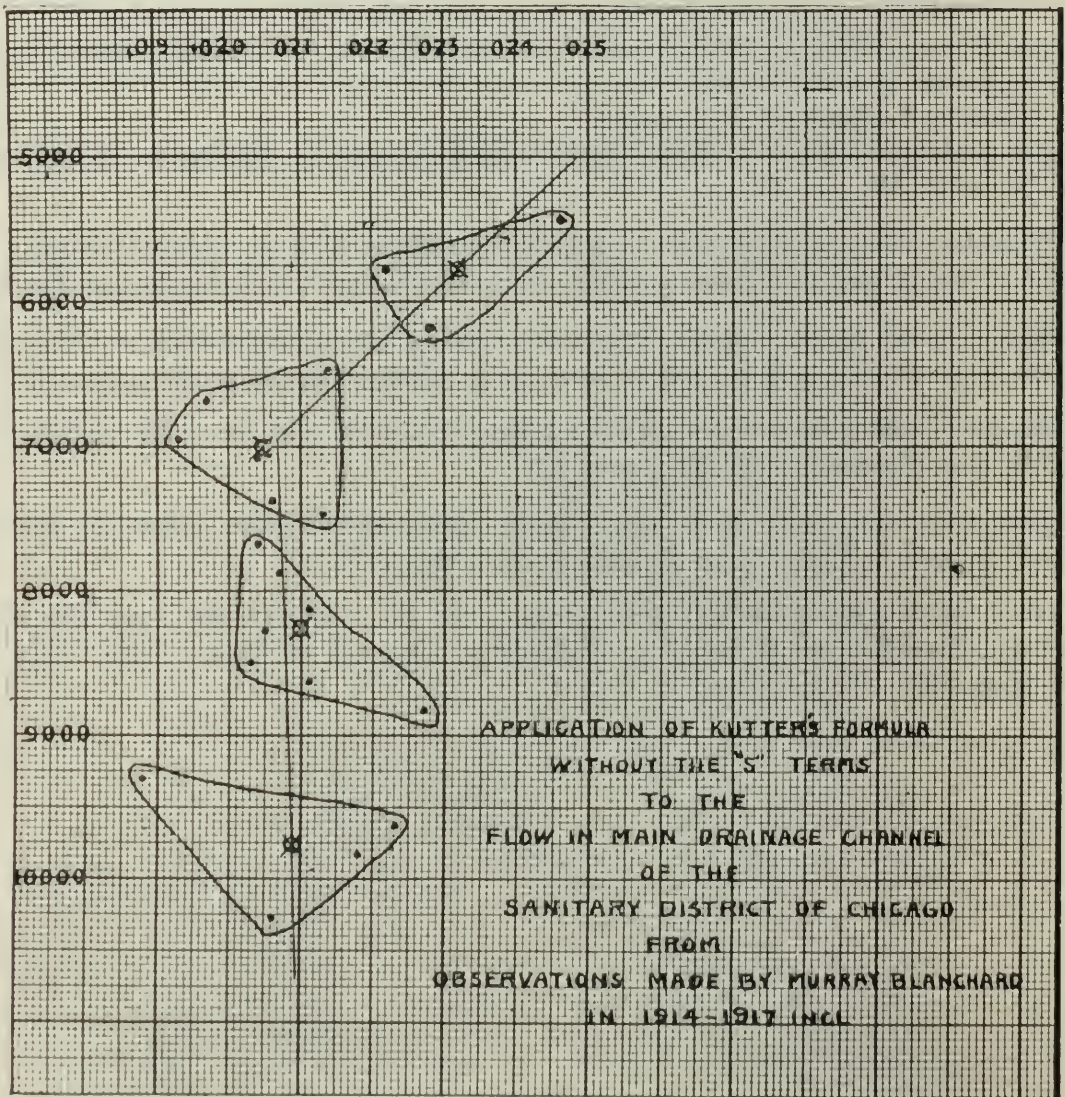 .019 .020 021 022 023 024 025
5000
6000
7000
8000
9000
10000
APPLICATION OF KUTTER'S FORMULA
WITHOUT THE "S" TERMS
TO THE
FLOW IN MAIN DRAINAGE CHANNEL
OF THE
SANITARY DISTRICT OF CHICAGO
FROM
OBSERVATIONS MADE BY MURRAY BLANCHARD
IN 1914-1917 INCL